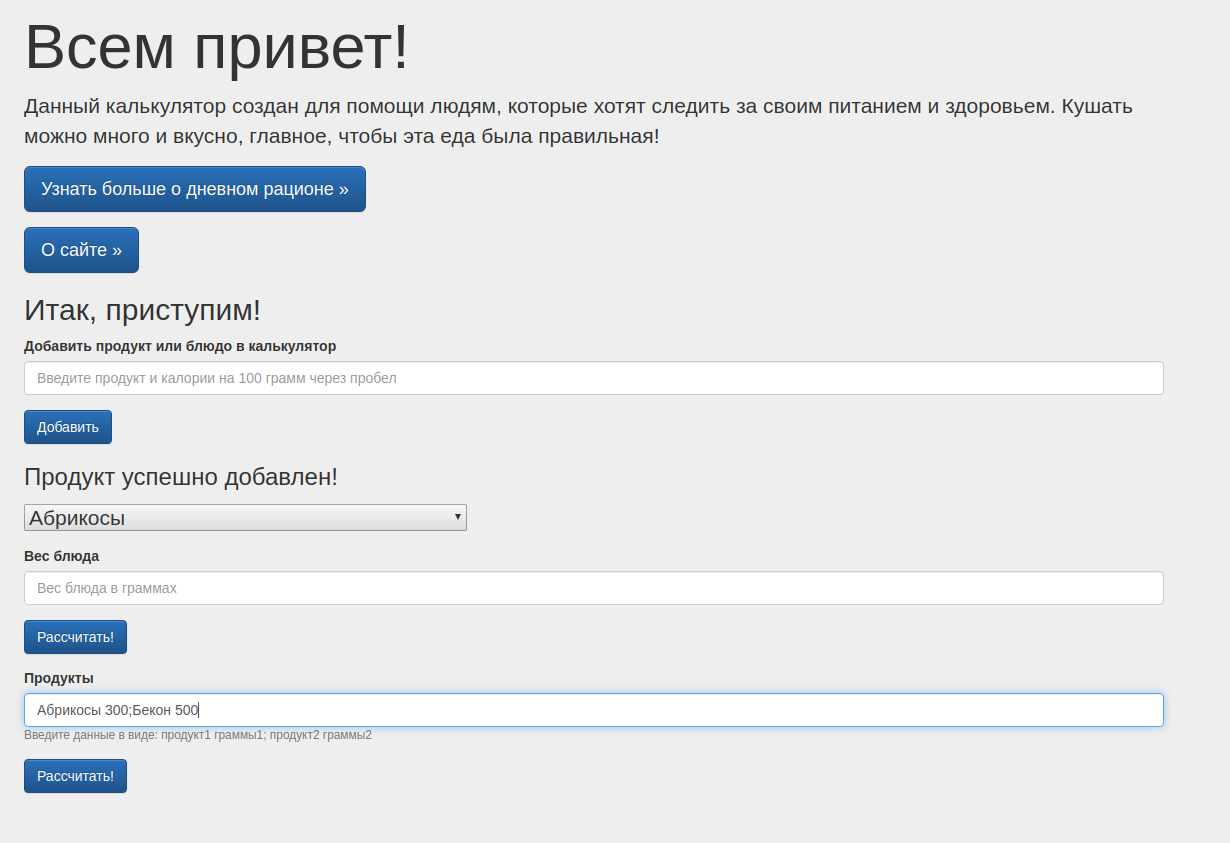 Всем привет!
Данный калькулятор создан для помощи людям, которые хотят следить за своим питанием и здоровьем. Кушать
можно много и вкусно, главное, чтобы эта еда была правильная!
Узнать больше о дневном рационе »
О сайте »
Итак, приступим!
Добавить продукт или блюдо в калькулятор
Введите продукт и калории на 100 грамм через пробел
Добавить
Продукт успешно добавлен!
Абрикосы
Вес блюда
Вес блюда в граммах
Рассчитать!
Продукты
Абрикосы 300;Бекон 500
Введите данные в виде: продукт1 граммы1; продукт2 граммы2
Рассчитать!